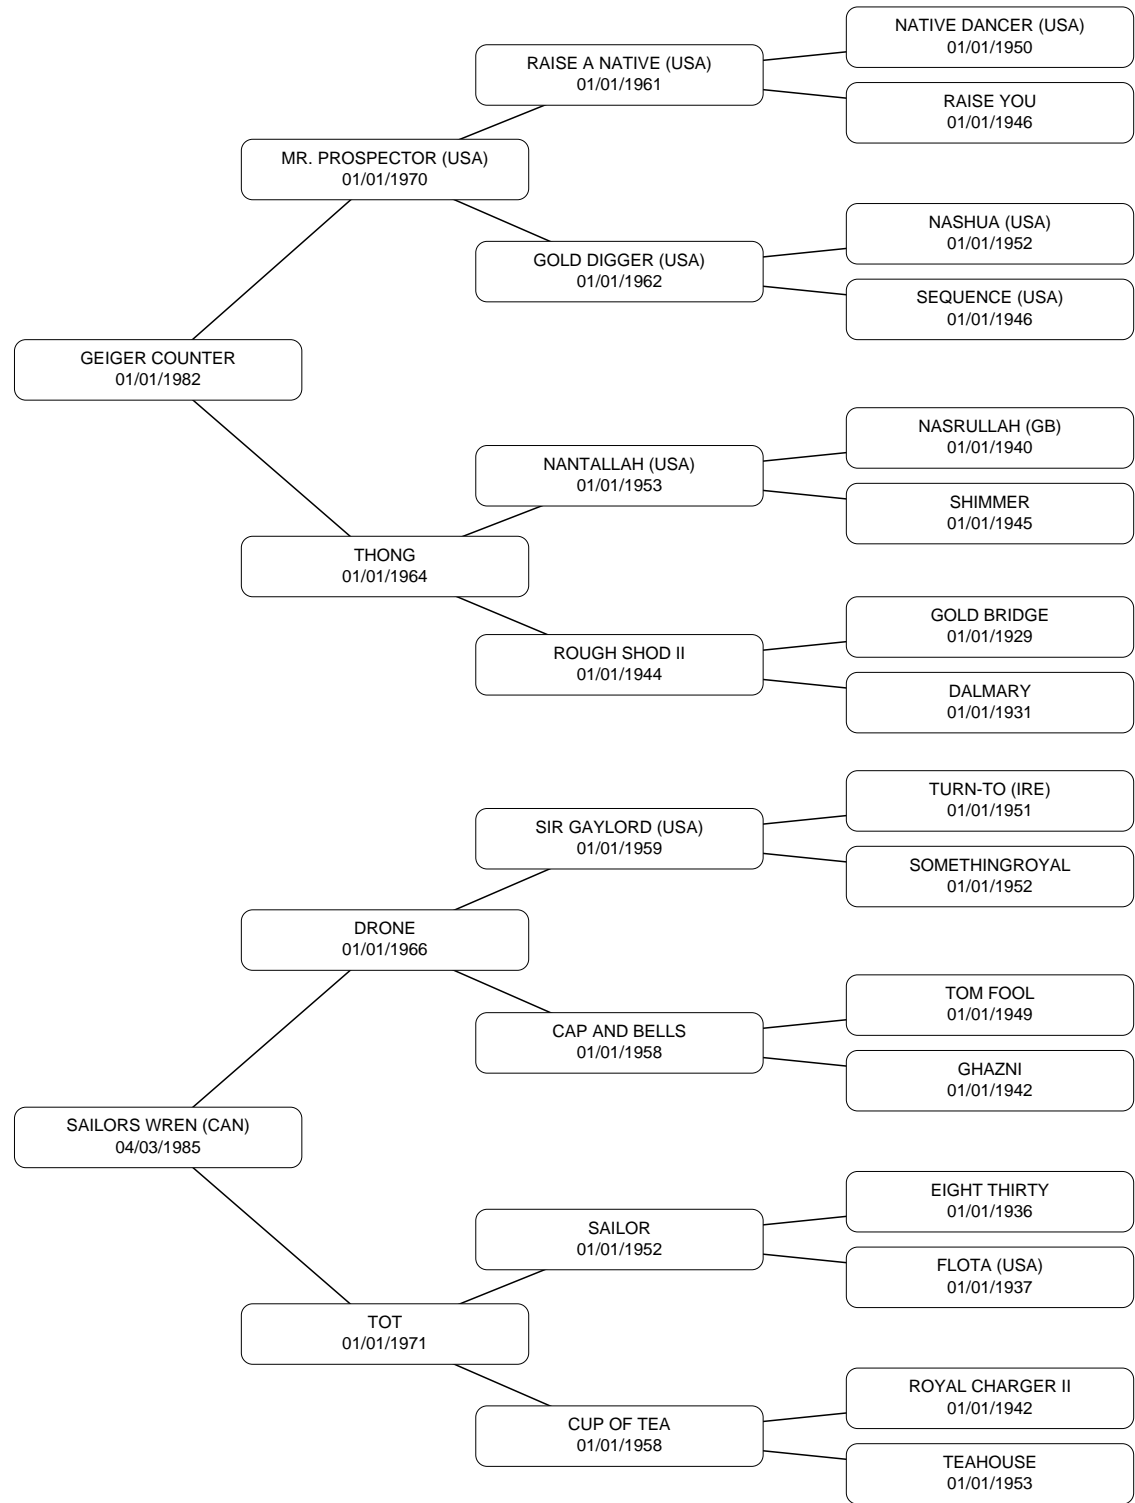 NATIVE DANCER (USA)
01/01/1950
RAISE A NATIVE (USA)
01/01/1961
RAISE YOU
01/01/1946
MR. PROSPECTOR (USA)
01/01/1970
NASHUA (USA)
01/01/1952
GOLD DIGGER (USA)
01/01/1962
SEQUENCE (USA)
01/01/1946
GEIGER COUNTER
01/01/1982
NASRULLAH (GB)
01/01/1940
NANTALLAH (USA)
01/01/1953
SHIMMER
01/01/1945
THONG
01/01/1964
GOLD BRIDGE
01/01/1929
ROUGH SHOD II
01/01/1944
DALMARY
01/01/1931
TURN-TO (IRE)
01/01/1951
SIR GAYLORD (USA)
01/01/1959
SOMETHINGROYAL
01/01/1952
DRONE
01/01/1966
TOM FOOL
01/01/1949
CAP AND BELLS
01/01/1958
GHAZNI
01/01/1942
SAILORS WREN (CAN)
04/03/1985
EIGHT THIRTY
01/01/1936
SAILOR
01/01/1952
FLOTA (USA)
01/01/1937
TOT
01/01/1971
ROYAL CHARGER II
01/01/1942
CUP OF TEA
01/01/1958
TEAHOUSE
01/01/1953